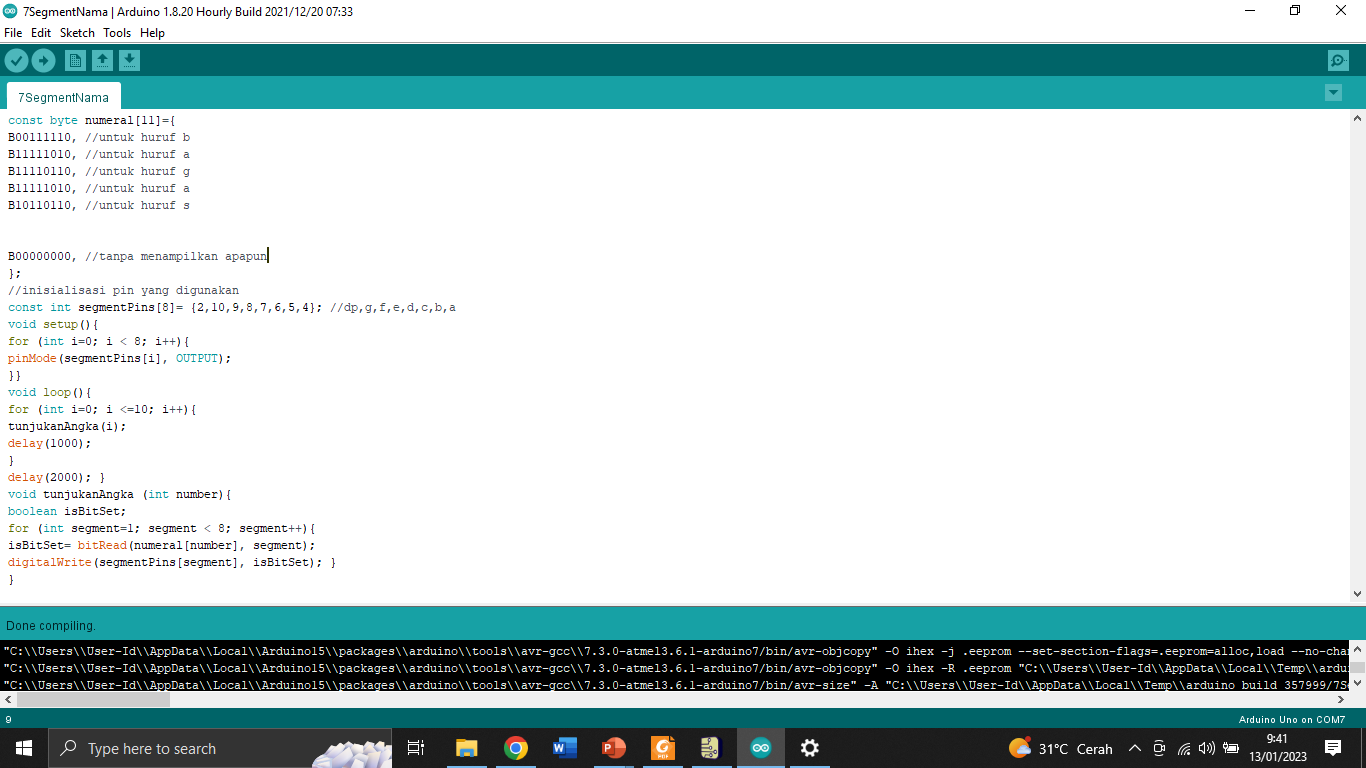 7SegmentNama | Arduino 1.8.20 Hourly Build 2021/12/20 07:33
File Edit Sketch Tools Help
7SegmentNama
const byte numeral[11]={
B00111110, //untuk huruf b
B11111010, //untuk huruf a
B11110110, //untuk huruf g
B11111010, //untuk huruf a
B10110110, //untuk huruf s
B00000000, //tanpa menampilkan apapun
};
//inisialisasi pin yang digunakan
const int segmentPins[8]= {2,10,9,8,7,6,5,4}; //dp,g,f,e,d,c,b,a
void setup(){
for (int i=0; i < 8; i++){
pinMode(segmentPins[i], OUTPUT);
}}
void loop(){
for (int i=0; i <=10; i++){
tunjukanAngka(i);
delay(1000);
}
delay(2000); }
void tunjukanAngka (int number){
boolean isBitSet;
for (int segment=1; segment < 8; segment++){
isBitSet= bitRead(numeral[number], segment);
digitalWrite(segmentPins[segment], isBitSet); }
}
Done compiling.
"C:\\Users\\User-Id\\AppData\\Local\\Arduino15\\packages\\arduino\\tools\\avr-gcc\\7.3.0-atmel3.6.1-arduino7/bin/avr-objcopy" -O ihex -j .eeprom --set-section-flags=.eeprom=alloc,load --no-cha
"C:\\Users\\User-Id\\AppData\\Local\\Arduino15\\packages\\arduino\\tools\\avr-gcc\\7.3.0-atmel3.6.1-arduino7/bin/avr-objcopy" -O ihex -R .eeprom "C:\\Users\\User-Id\\AppData\\Local\\Temp\\ardu
"C:\\Users\\User-Id\\AppData\\Local\\Arduino15\\packages\\arduino\\tools\\avr-gcc\\7.3.0-atmel3.6.1-arduino7/bin/avr-size" -A "C:\\Users\\User-Id\\AppData\\Local\\Temp\\arduino_build_357999/7S
9
Arduino Uno on COM7
Type here to search
31°C Cerah
9:41
13/01/2023